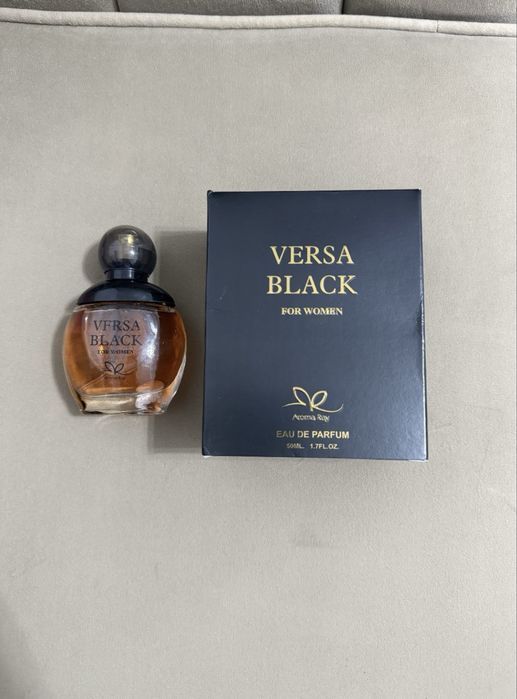 VERSA
BLACK
FOR WOMEN
VERSA
BLACK
FOR WOMEN
Aroma Ray
EAU DE PARFUM
50ML. 1.7FL.OZ.